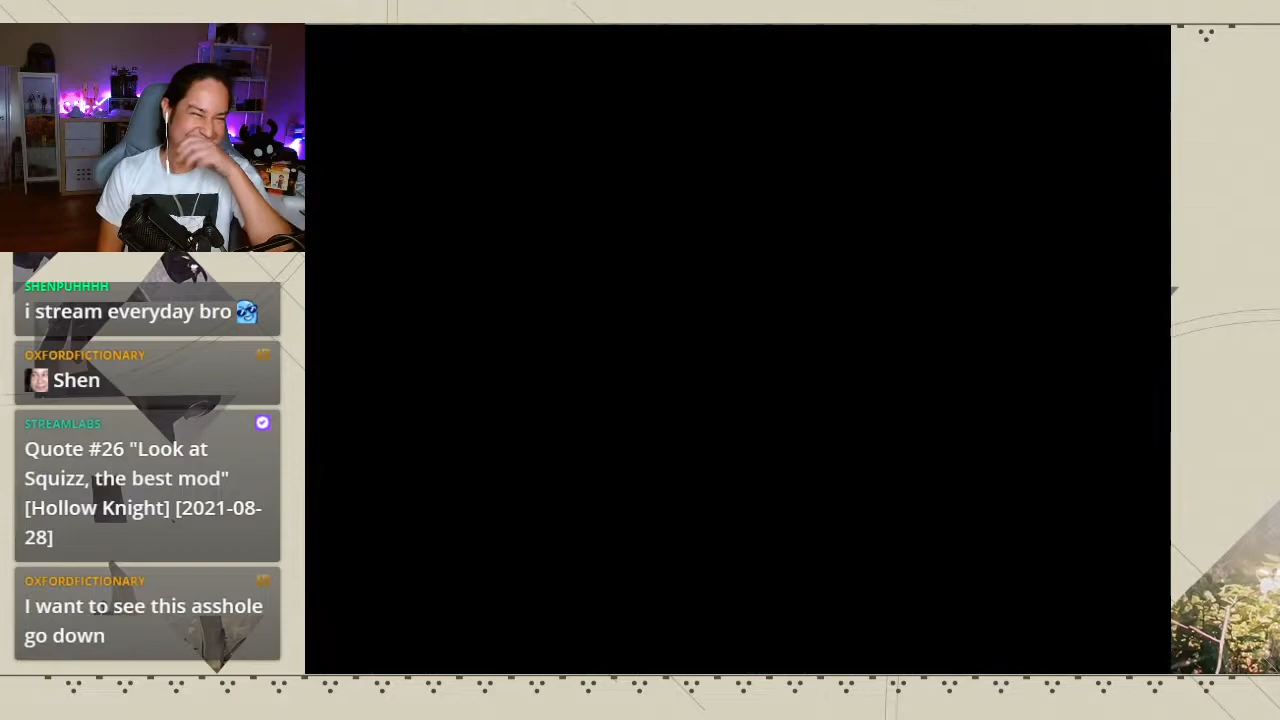 SHENPUHHHH
i stream everyday bro
OXFORDFICTIONARY
Shen
STREAMLABS
Quote #26 "Look at
Squizz, the best mod"
[Hollow Knight] [2021-08-
28]
OXFORDFICTIONARY
I want to see this asshole
go down